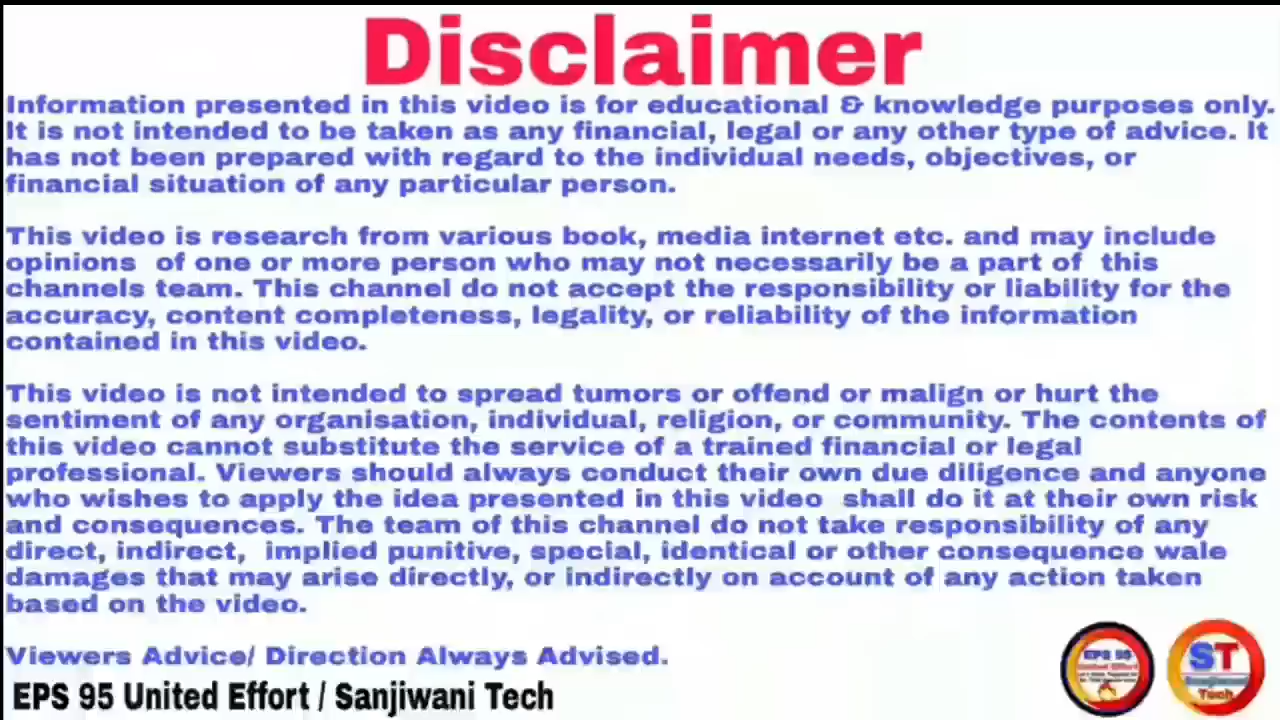 Disclaimer
Information presented in this video is for educational & knowledge purposes only.
It is not intended to be taken as any financial, legal or any other type of advice. It
has not been prepared with regard to the individual needs, objectives, or
financial situation of any particular person.
This video is research from various book, media internet etc. and may include
opinions of one or more person who may not necessarily be a part of this
channels team. This channel do not accept the responsibility or liability for the
accuracy, content completeness, legality, or reliability of the information
contained in this video.
This video is not intended to spread tumors or offend or malign or hurt the
sentiment of any organisation, individual, religion, or community. The contents of
this video cannot substitute the service of a trained financial or legal
professional. Viewers should always conduct their own due diligence and anyone
who wishes to apply the idea presented in this video shall do it at their own risk
and consequences. The team of this channel do not take responsibility of any
direct, indirect, implied punitive, special, identical or other consequence wale
damages that may arise directly, or indirectly on account of any action taken
based on the video.
Viewers Advice/ Direction Always Advised.
EPS 95 United Effort / Sanjiwani Tech
EPS 95
United Effort
ST
Sanjiwani
Tech